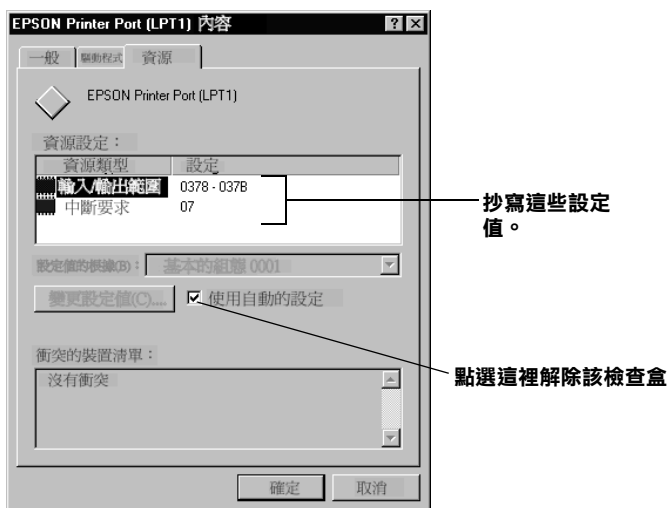 EPSON Printer Port (LPT1) 內容
一般 驅動程式 資源
EPSON Printer Port (LPT1)
資源設定：
資源類型 設定
輸入/輸出範圍 0378 - 037B
中斷要求 07
抄寫這些設定
值。
設定值的根據(B)： 基本的組態 0001
變更設定值(C).... 使用自動的設定
衝突的裝置清單：
沒有衝突
點選這裡解除該檢查盒
確定 取消